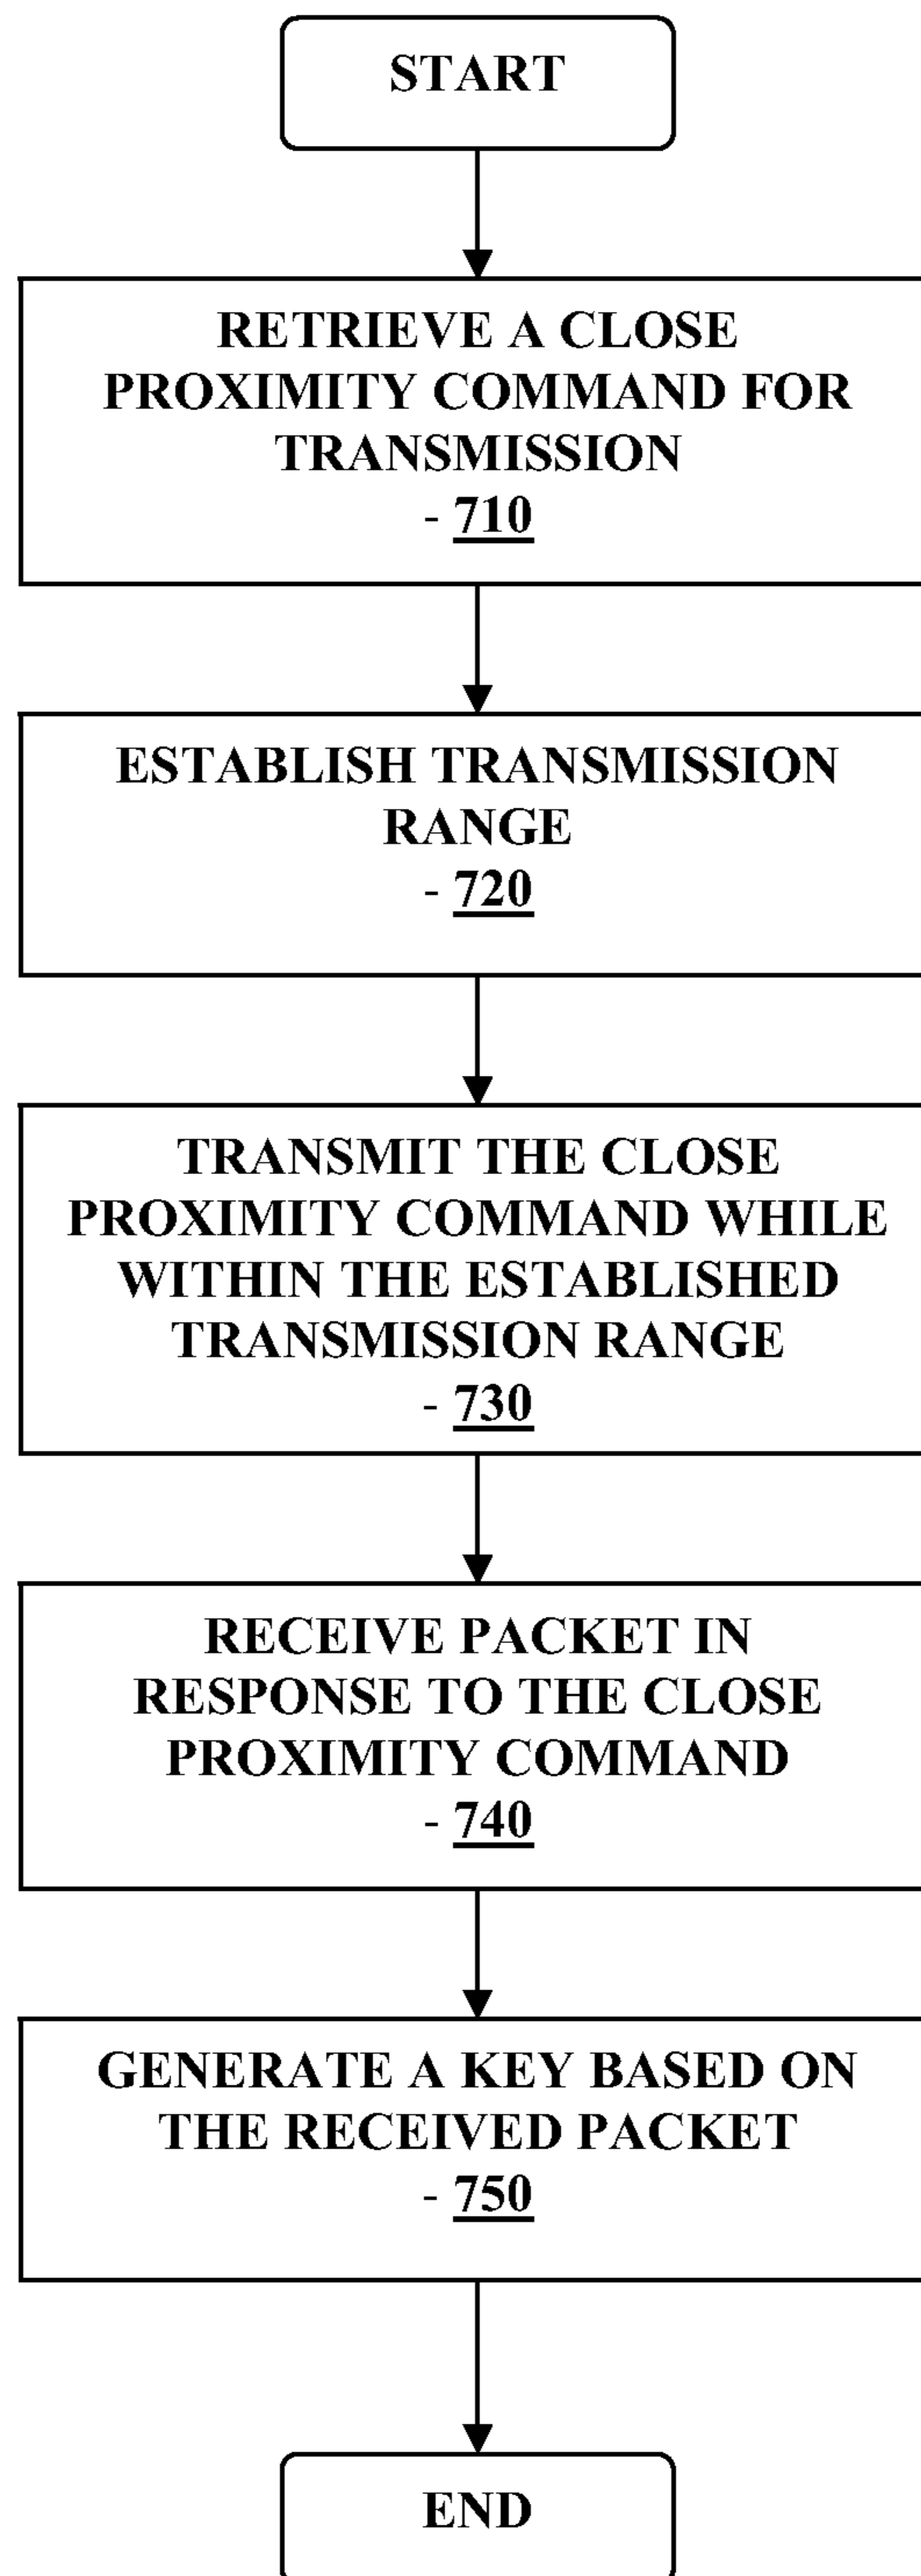 START
RETRIEVE A CLOSE
PROXIMITY COMMAND FOR
TRANSMISSION
- 710
ESTABLISH TRANSMISSION
RANGE
- 720
TRANSMIT THE CLOSE
PROXIMITY COMMAND WHILE
WITHIN THE ESTABLISHED
TRANSMISSION RANGE
- 730
RECEIVE PACKET IN
RESPONSE TO THE CLOSE
PROXIMITY COMMAND
- 740
GENERATE A KEY BASED ON
THE RECEIVED PACKET
- 750
END